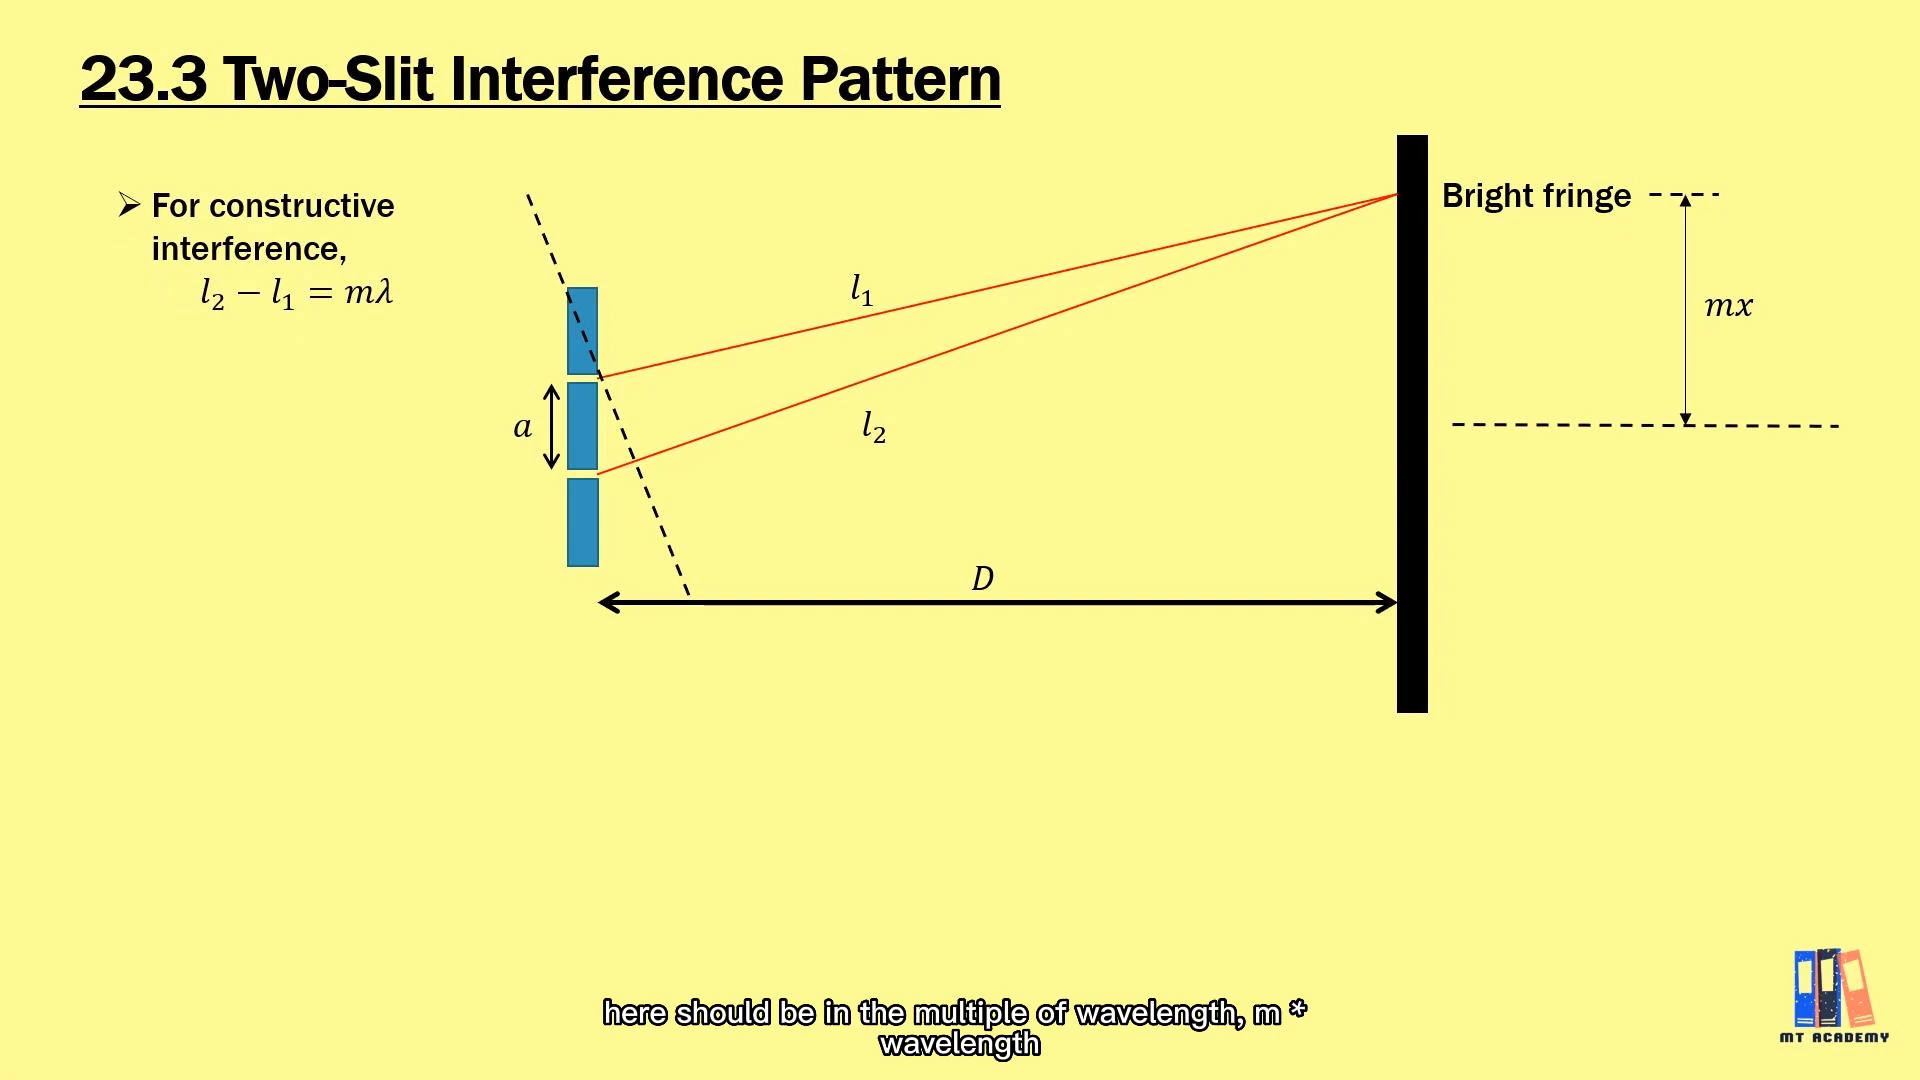 23.3 Two-Slit Interference Pattern
➢ For constructive
interference,
l₂ − l₁ = mλ
Bright fringe
l₁
mx
a
l₂
D
here should be in the multiple of wavelength, m *
wavelength
MT ACADEMY